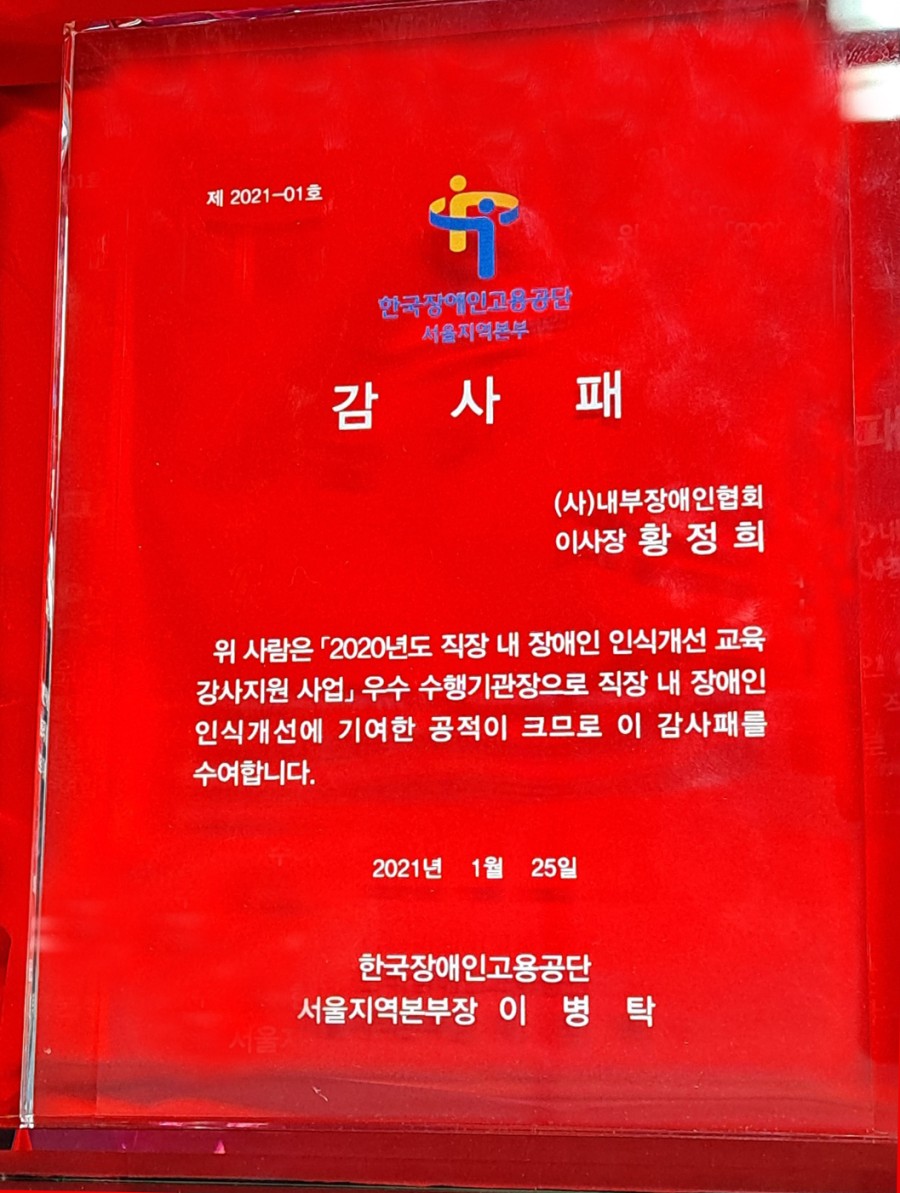 제 2021-01호
한국장애인고용공단
서울지역본부
감 사 패
(사)내부장애인협회
이사장 황 정 희
위 사람은 「2020년도 직장 내 장애인 인식개선 교육
강사지원 사업」 우수 수행기관장으로 직장 내 장애인
인식개선에 기여한 공적이 크므로 이 감사패를
수여합니다.
2021년 1월 25일
한국장애인고용공단
서울지역본부장 이 병 탁